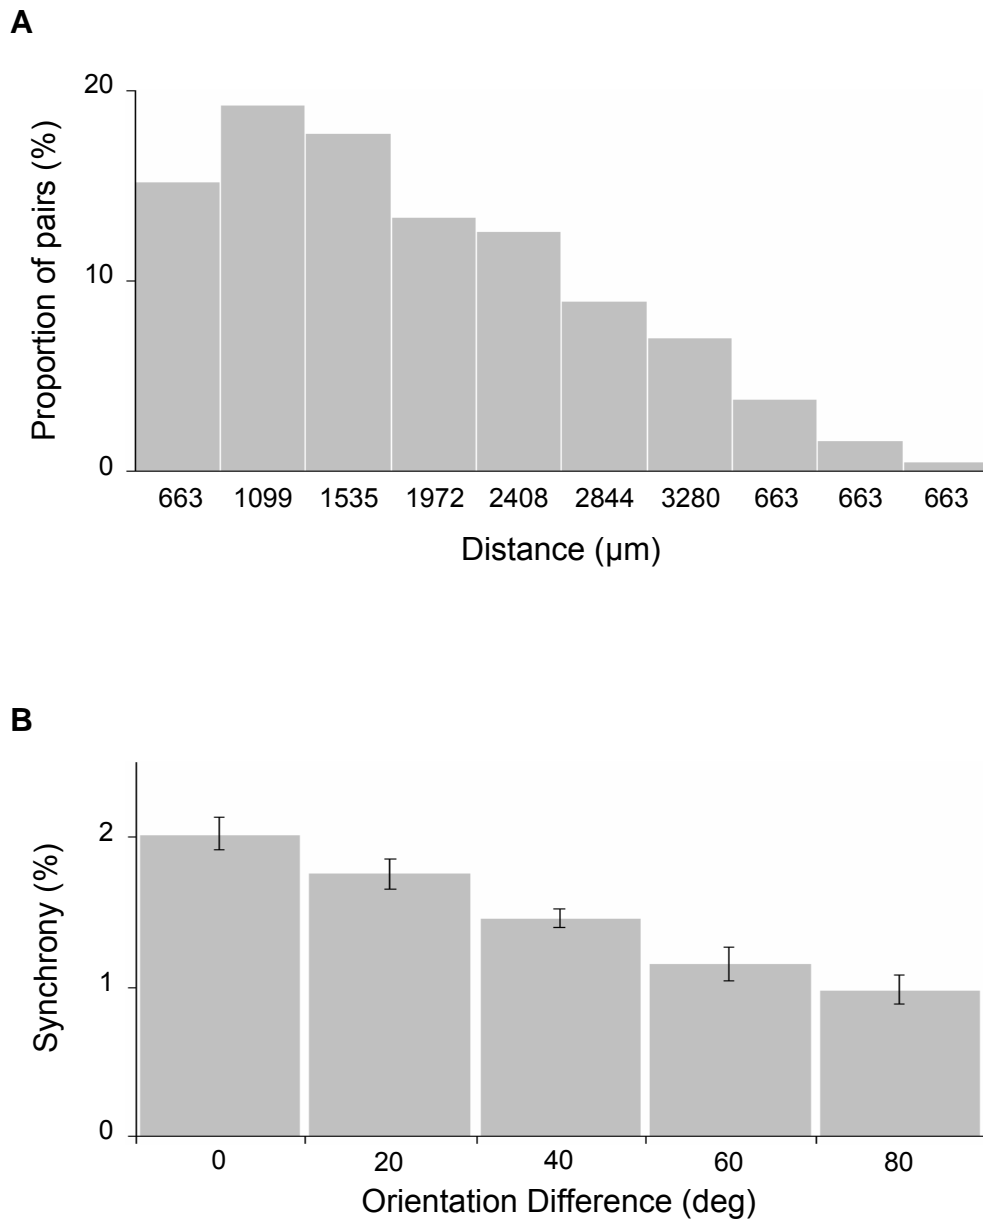 A
20
10
0
Proportion of pairs (%)
663 1099 1535 1972 2408 2844 3280 663 663 663
Distance (µm)
B
2
1
0
Synchrony (%)
0 20 40 60 80
Orientation Difference (deg)